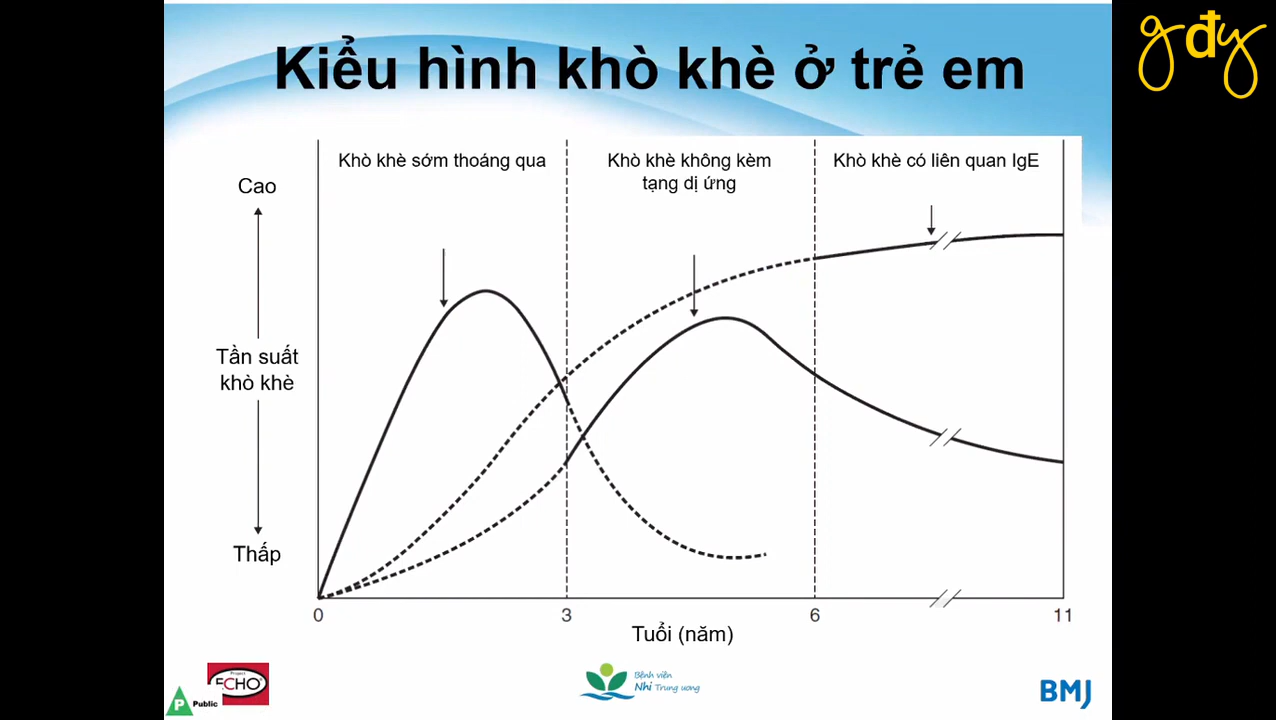 gđy
Kiểu hình khò khè ở trẻ em
Khò khè sớm thoáng qua
Khò khè không kèm
tạng dị ứng
Khò khè có liên quan IgE
Cao
Tần suất
khò khè
Thấp
0
3
6
11
Tuổi (năm)
Project
ECHO
P Public
Bệnh viện
Nhi Trung ương
BMJ